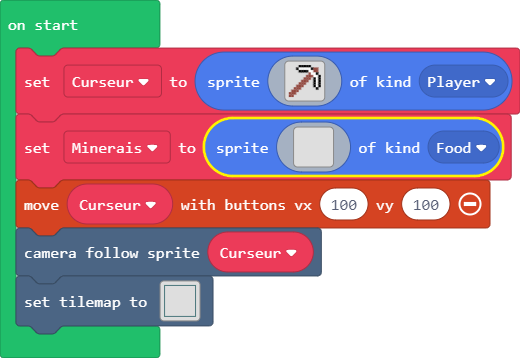 on start
set Curseur to sprite of kind Player
set Minerais to sprite of kind Food
move Curseur with buttons vx 100 vy 100
camera follow sprite Curseur
set tilemap to